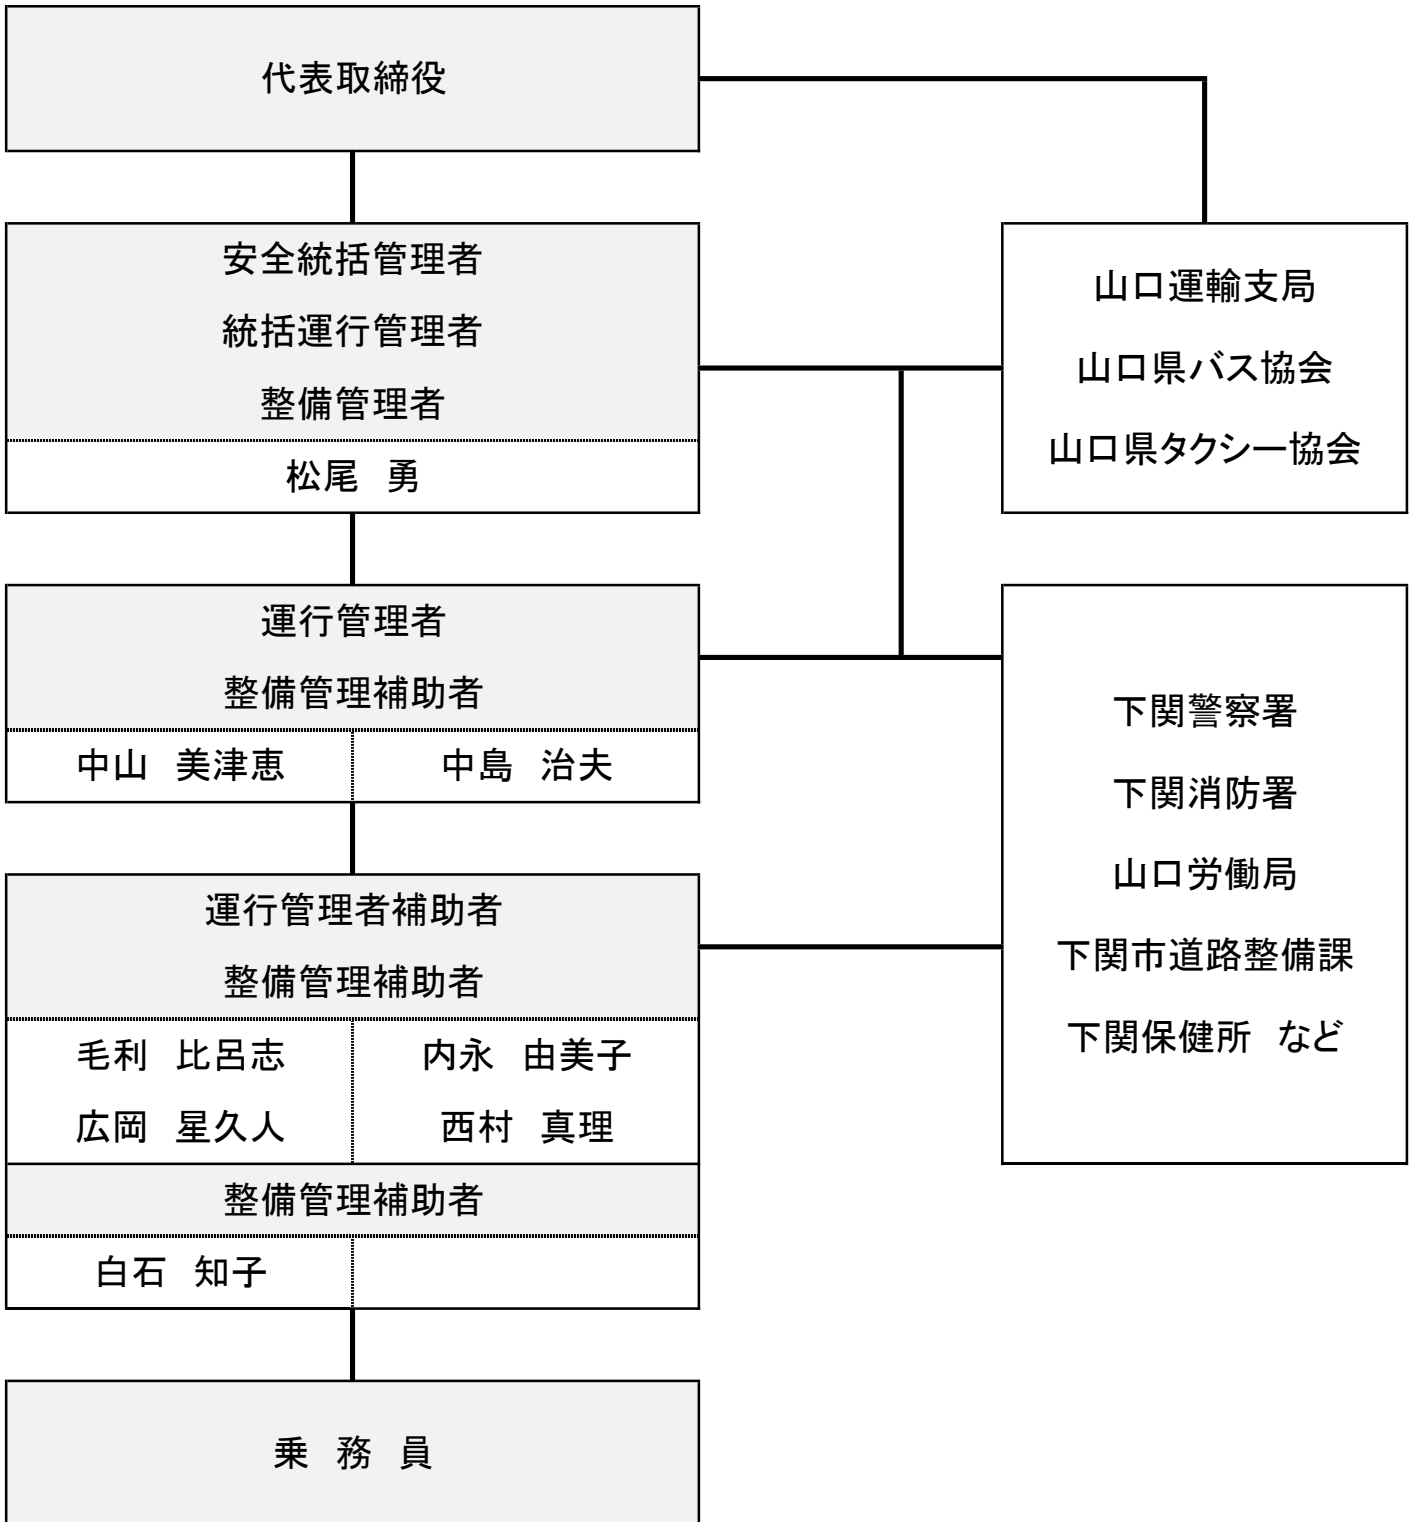 代表取締役
安全統括管理者
統括運行管理者
整備管理者
松尾　勇
山口運輸支局
山口県バス協会
山口県タクシー協会
運行管理者
整備管理補助者
中山　美津恵　中島　治夫
運行管理者補助者
整備管理補助者
毛利　比呂志　内永　由美子
広岡　星久人　西村　真理
整備管理補助者
白石　知子
下関警察署
下関消防署
山口労働局
下関市道路整備課
下関保健所　など
乗　務　員